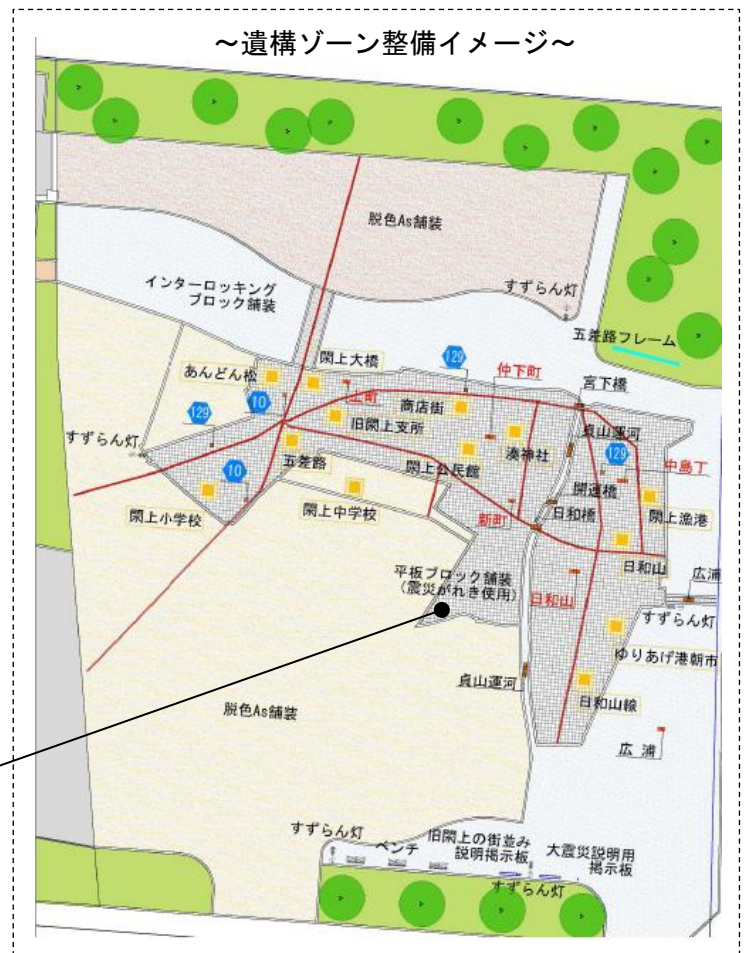 ～遺構ゾーン整備イメージ～
脱色As舗装
インターロッキング
ブロック舗装
すずらん灯
五差路フレーム
閖上大橋
129
仲下町
宮下橋
あんどん松
上町
商店街
貞山運河
10
129
旧閖上支所
湊神社
129
中島丁
すずらん灯
五差路
閖上公民館
開運橋
10
閖上小学校
閖上中学校
新町
日和橋
閖上漁港
平板ブロック舗装
（震災がれき使用）
日和山
日和山
広浦
すずらん灯
ゆりあげ港朝市
貞山運河
日和山線
脱色As舗装
広 浦
すずらん灯
ベンチ
旧閖上の街並み
説明掲示板
大震災説明用
掲示板
すずらん灯